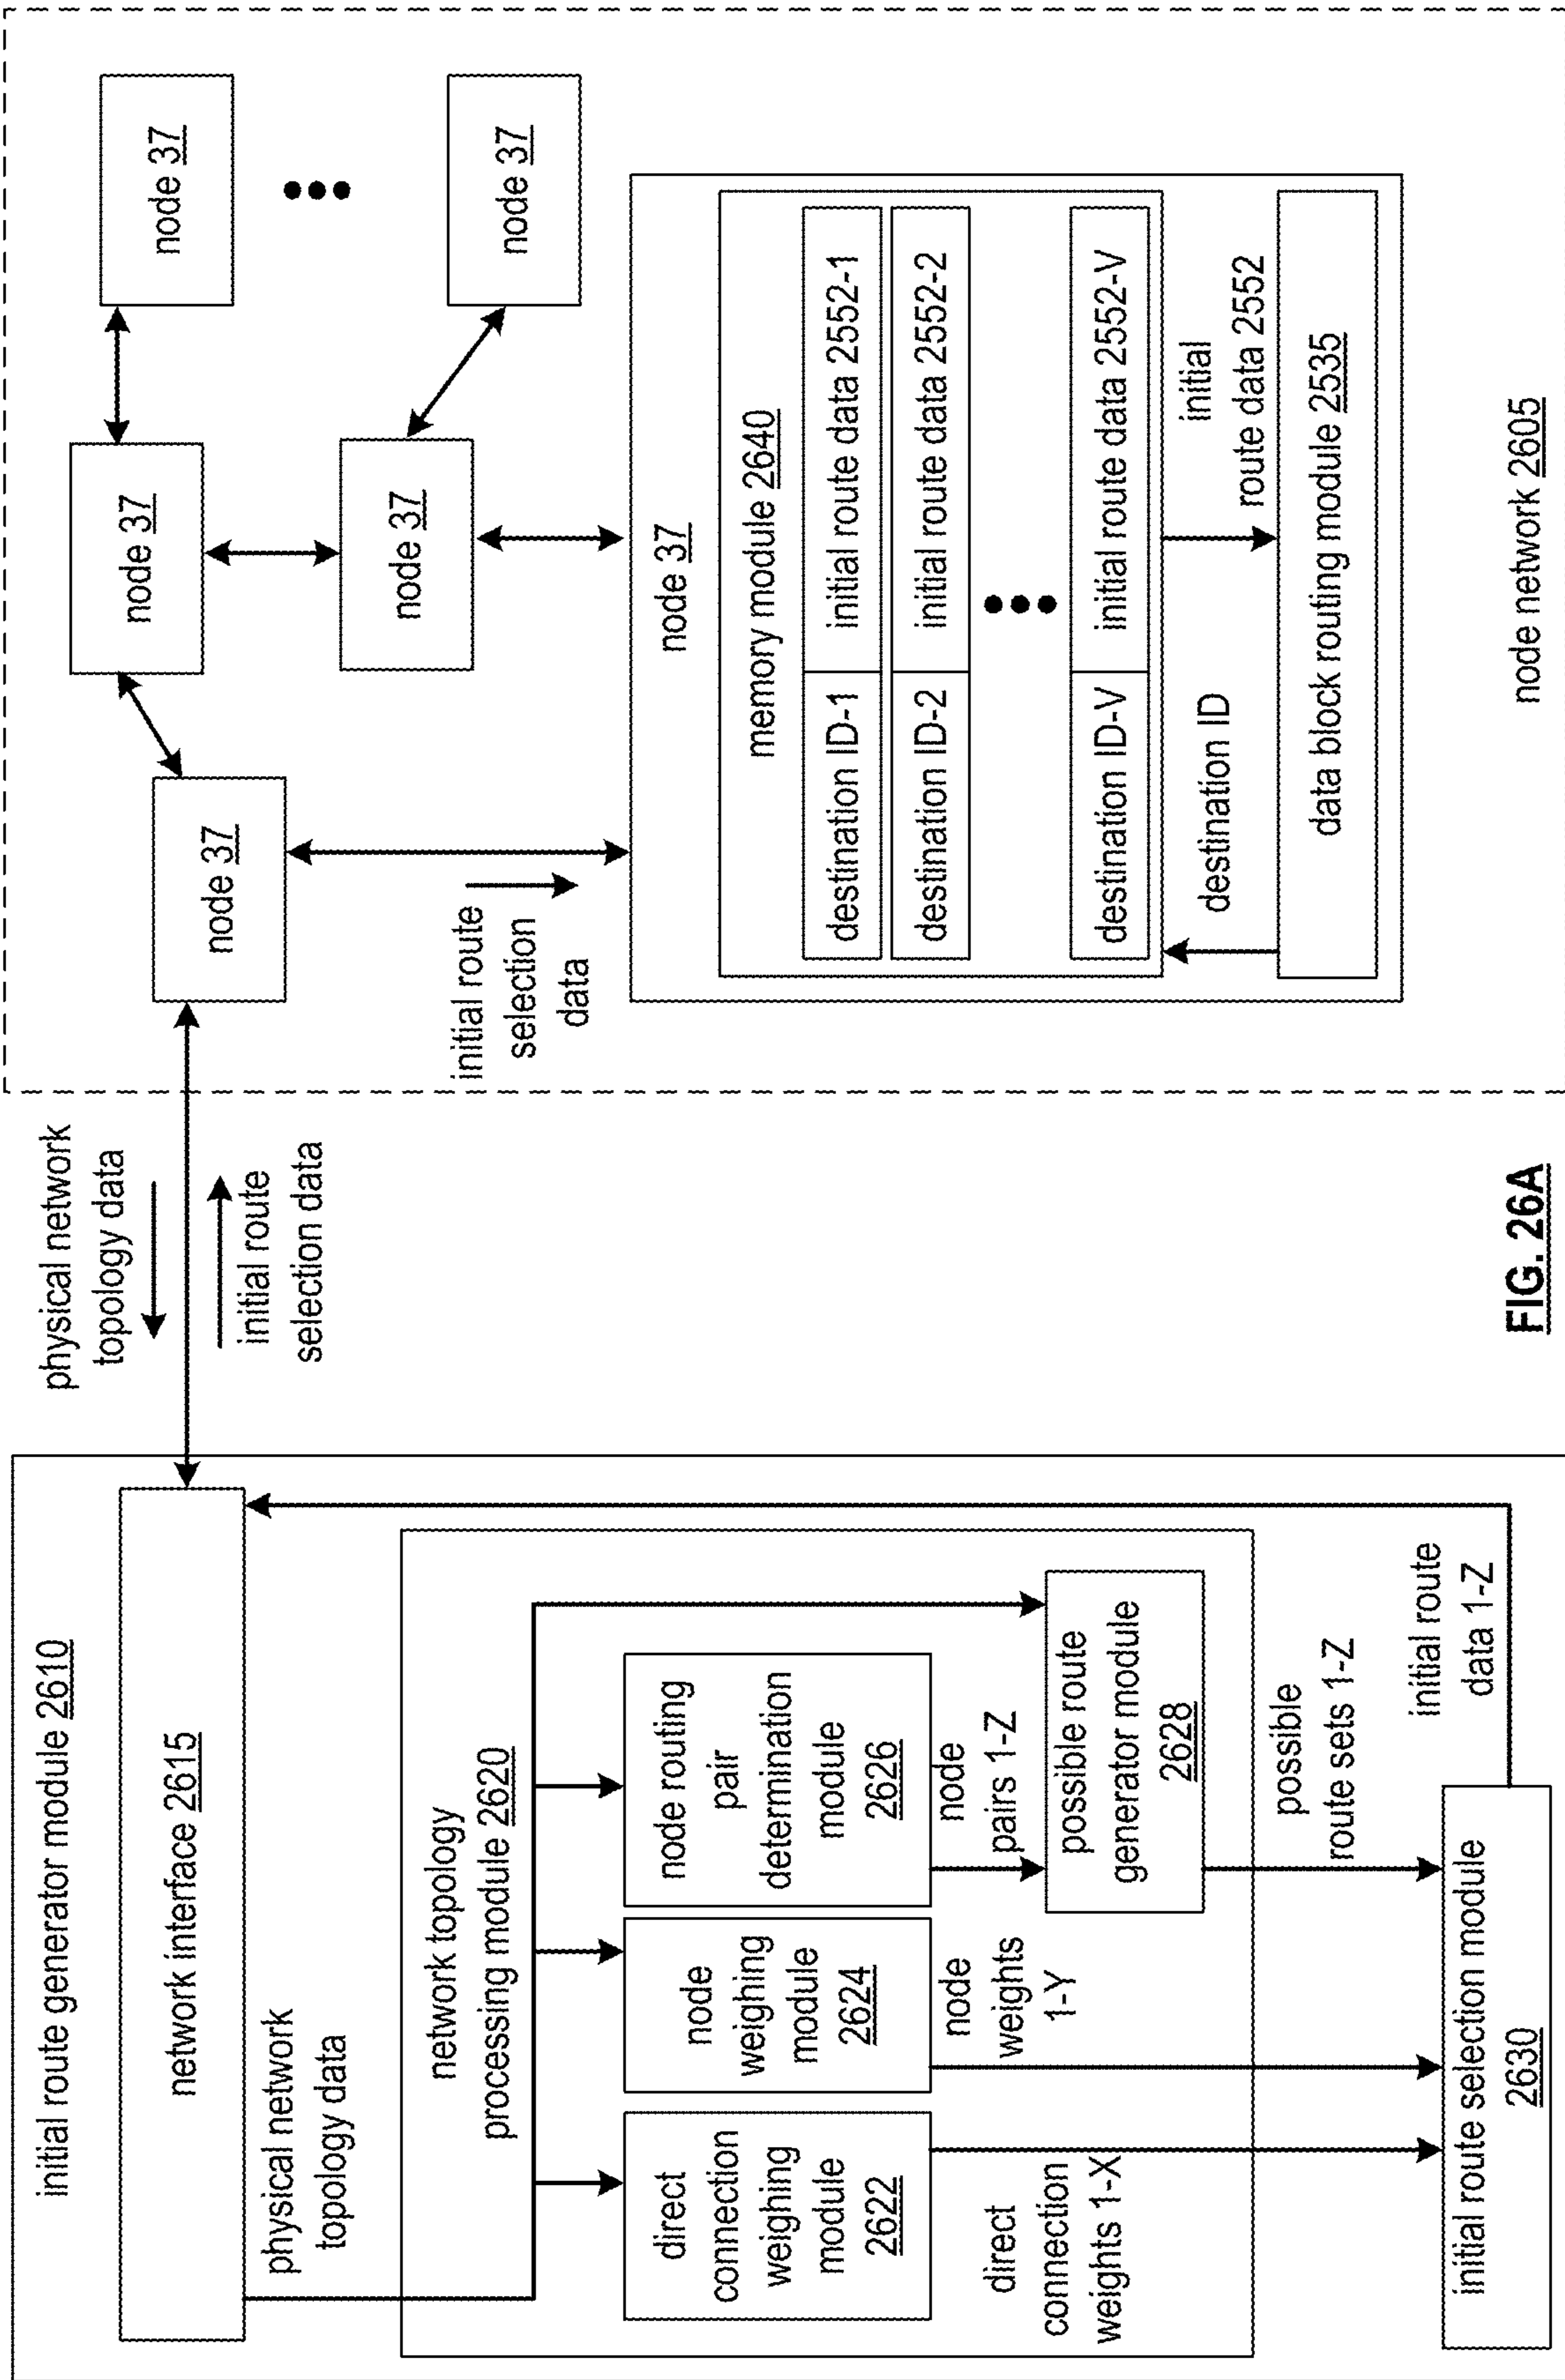 initial route generator module 2610
network interface 2615
physical network
topology data
network topology
processing module 2620
direct
connection
weighing
module
2622
node
weighing
module
2624
node routing
pair
determination
module
2626
direct
connection
weights 1-X
node
weights
1-Y
node
pairs 1-Z
possible route
generator module
2628
possible
route sets 1-Z
initial route
data 1-Z
initial route selection module
2630
physical network
topology data
initial route
selection data
node 37
node 37
node 37
node 37
node 37
initial route
selection
data
node 37
memory module 2640
destination ID-1
initial route data 2552-1
destination ID-2
initial route data 2552-2
destination ID-V
initial route data 2552-V
destination ID
initial
route data 2552
data block routing module 2535
node network 2605
FIG. 26A